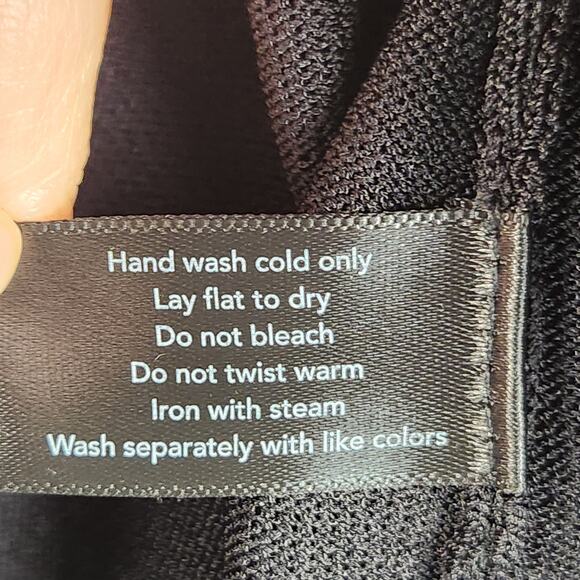 Hand wash cold only
Lay flat to dry
Do not bleach
Do not twist warm
Iron with steam
Wash separately with like colors